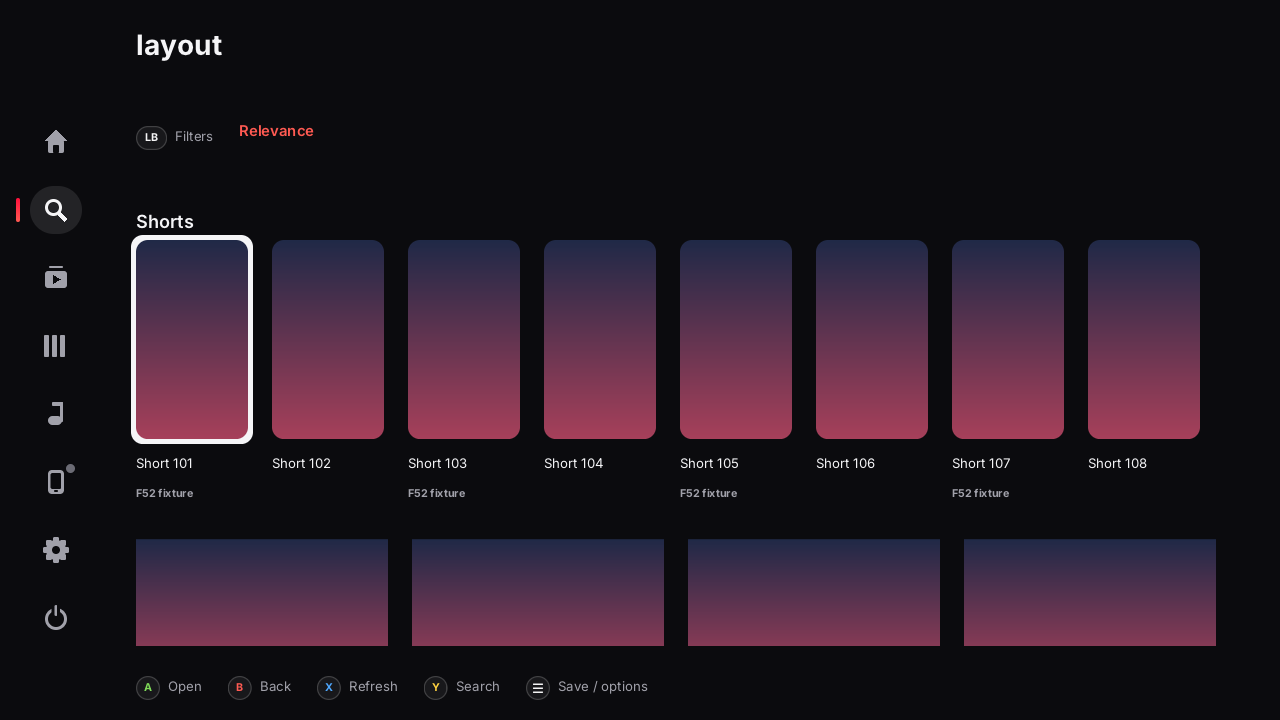 layout
LB Filters Relevance
Shorts
Short 101 Short 102 Short 103 Short 104 Short 105 Short 106 Short 107 Short 108
F52 fixture F52 fixture F52 fixture F52 fixture
A Open B Back X Refresh Y Search Save / options